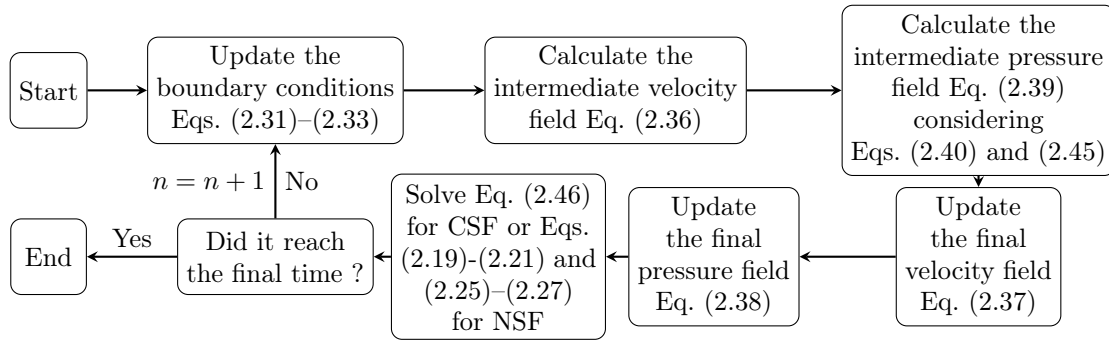 Start
Update the
boundary conditions
Eqs. (2.31)–(2.33)
Calculate the
intermediate velocity
field Eq. (2.36)
Calculate the
intermediate pressure
field Eq. (2.39)
considering
Eqs. (2.40) and (2.45)
Update
the final
velocity field
Eq. (2.37)
Update
the final
pressure field
Eq. (2.38)
Solve Eq. (2.46)
for CSF or Eqs.
(2.19)-(2.21) and
(2.25)–(2.27)
for NSF
Did it reach
the final time ?
n = n + 1 No
Yes
End